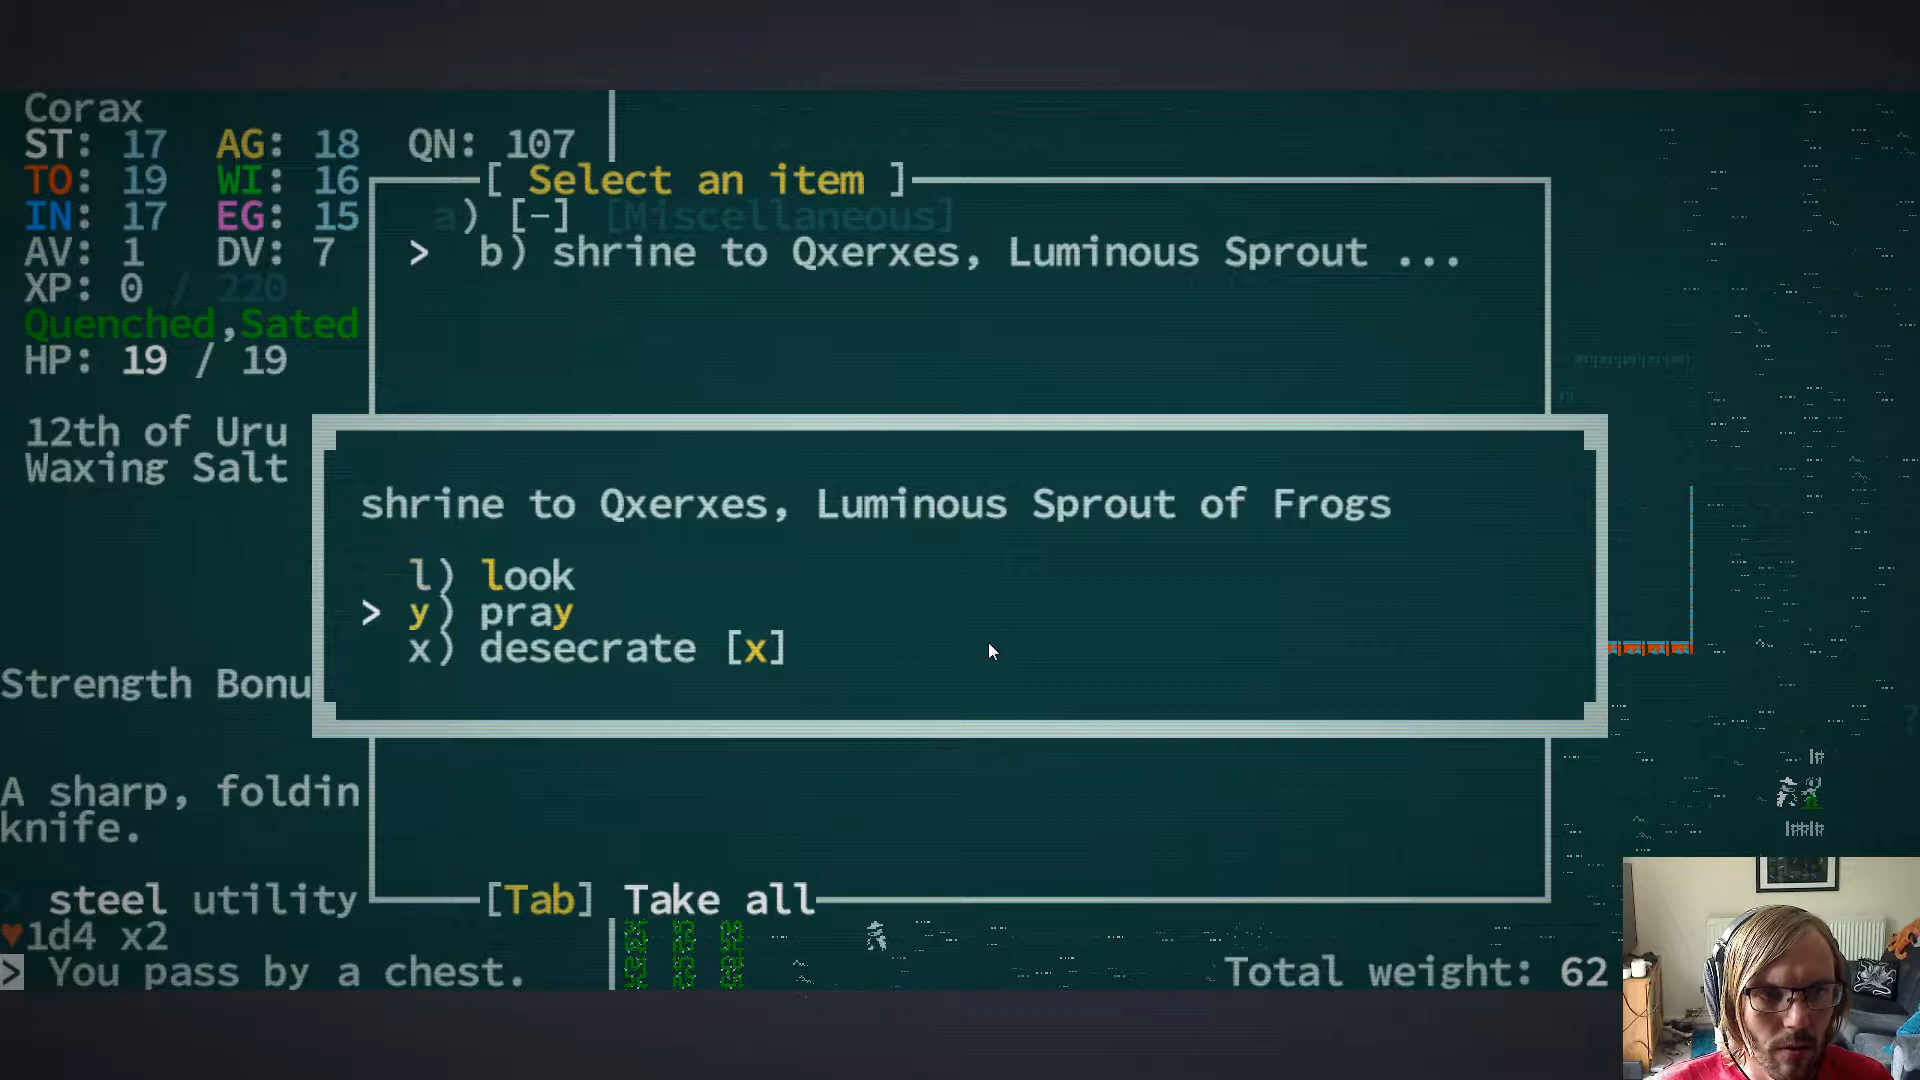 Corax
ST: 17 AG: 18 QN: 107
TO: 19 WI: 16
IN: 17 EG: 15
AV: 1 DV: 7
XP: 0 / 220
Quenched,Sated
HP: 19 / 19
12th of Uru
Waxing Salt
[ Select an item ]
a) [-] [Miscellaneous]
> b) shrine to Qxerxes, Luminous Sprout ...
shrine to Qxerxes, Luminous Sprout of Frogs
l) look
> y) pray
x) desecrate [x]
Strength Bonu
A sharp, foldin
knife.
steel utility
♥1d4 x2
> You pass by a chest.
[Tab] Take all
Total weight: 62